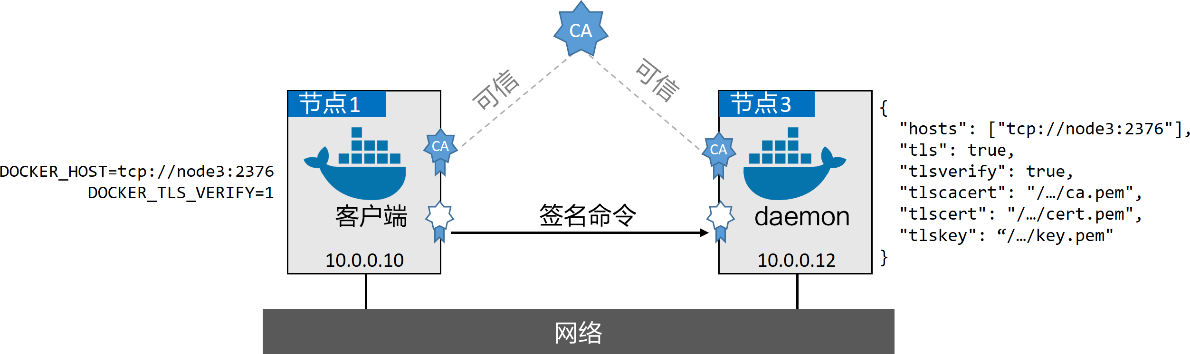 CA
可信
可信
节点1
节点3
CA
CA
DOCKER_HOST=tcp://node3:2376
DOCKER_TLS_VERIFY=1
客户端
签名命令
daemon
10.0.0.10
10.0.0.12
{
"hosts": ["tcp://node3:2376"],
"tls": true,
"tlsverify": true,
"tlscacert": "/…/ca.pem",
"tlscert": "/…/cert.pem",
"tlskey": “/…/key.pem"
}
网络